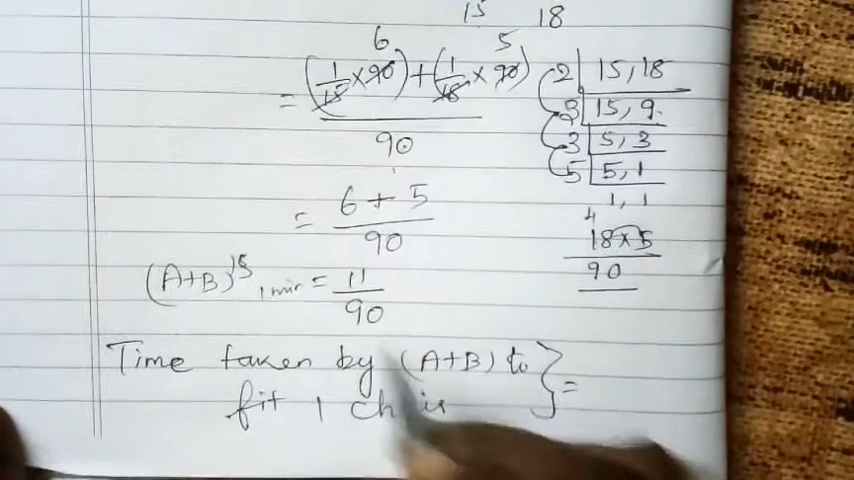 15 18
6 5
= (1/15 × 90) + (1/18 × 90)
90
= 6 + 5
90
(A+B)'s 1 min = 11
90
Time taken by (A+B) to } =
fit 1 chair
2 | 15, 18
3 | 15, 9
3 | 5, 3
5 | 5, 1
1, 1
4
18×5
90